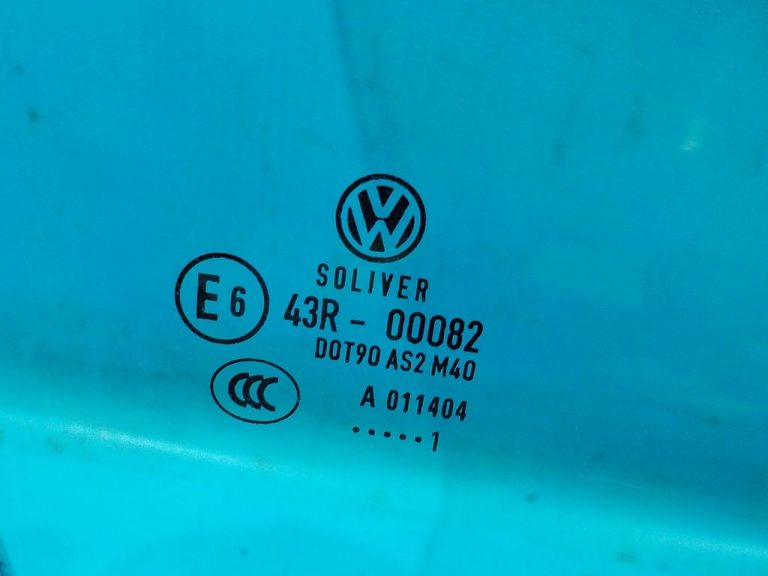 VW
SOLIVER
E6 43R - 00082
DOT90 AS2 M40
CCC
A 011404
.....1